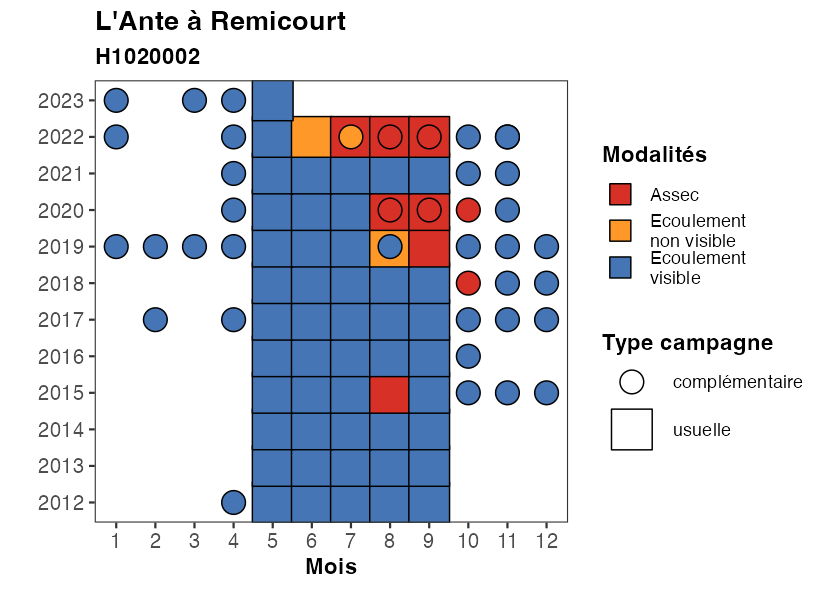 L'Ante à Remicourt
H1020002
2023
2022
2021
2020
2019
2018
2017
2016
2015
2014
2013
2012
1 2 3 4 5 6 7 8 9 10 11 12
Mois
Modalités
Assec
Ecoulement
non visible
Ecoulement
visible
Type campagne
complémentaire
usuelle